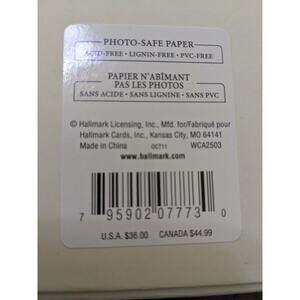 PHOTO-SAFE PAPER
ACID-FREE • LIGNIN-FREE • PVC-FREE
PAPIER N'ABÎMANT
PAS LES PHOTOS
SANS ACIDE • SANS LIGNINE • SANS PVC
© Hallmark Licensing, Inc., Mfd. for/Fabriqué pour
Hallmark Cards, Inc., Kansas City, MO 64141
Made in China OCT11 WCA2503
www.hallmark.com
7 95902 07773 0
U.S.A. $36.00 CANADA $44.99